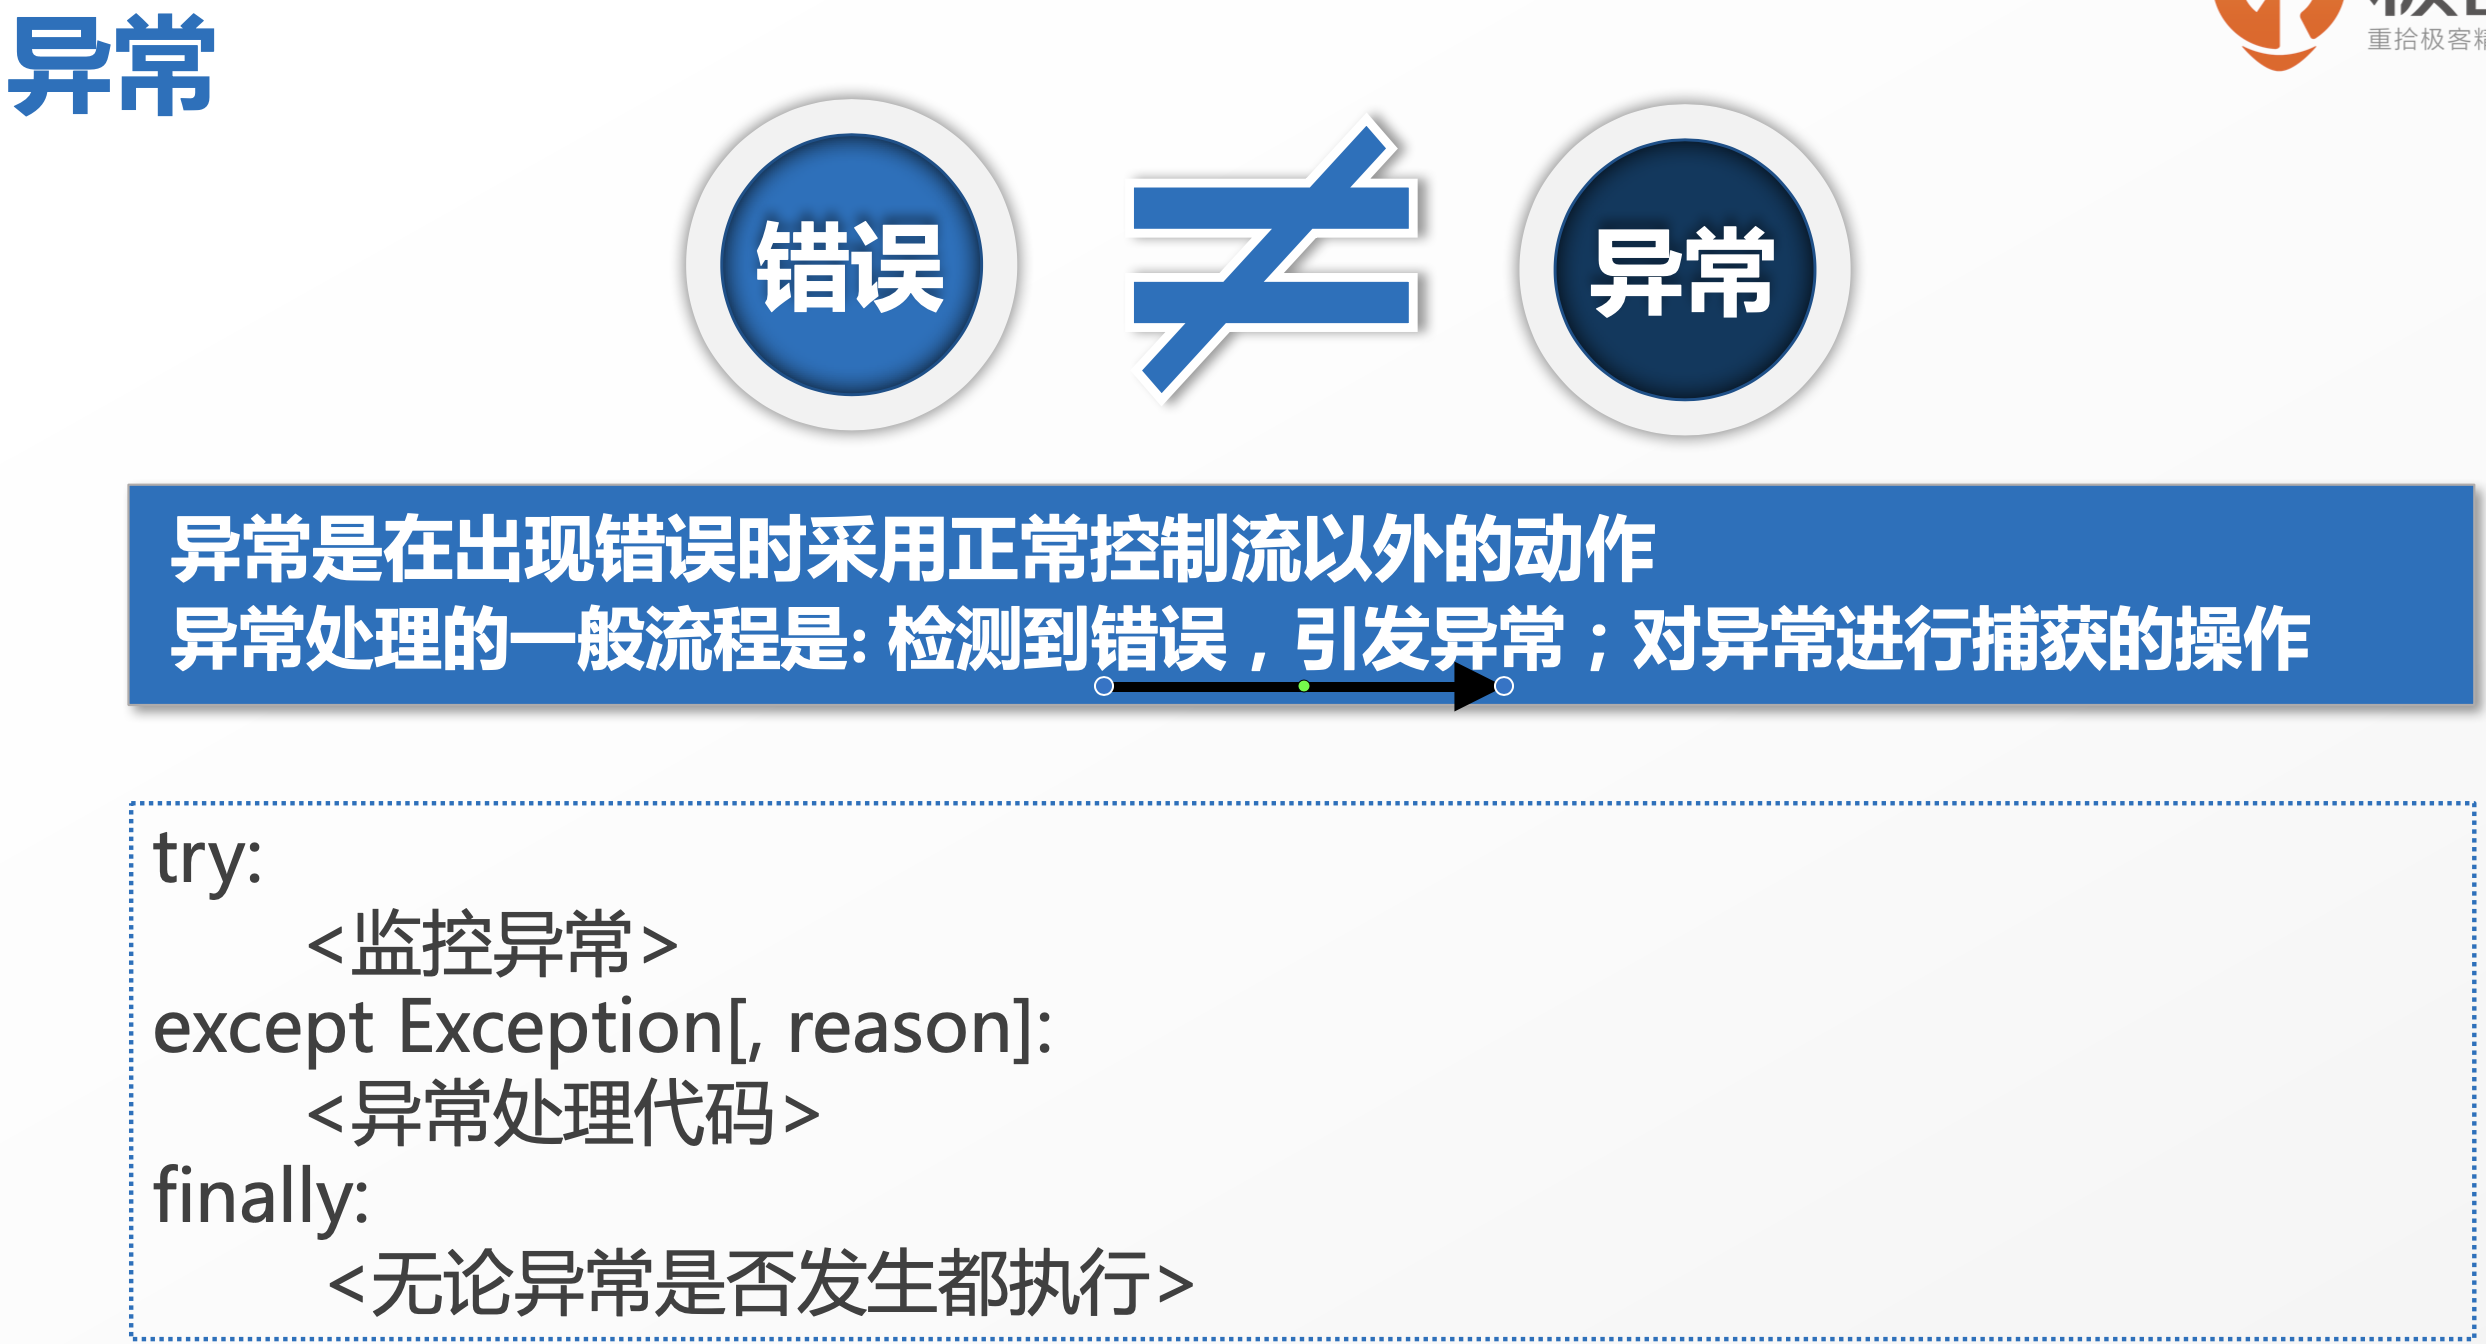 异常
重拾极客精
错误
异常
异常是在出现错误时采用正常控制流以外的动作
异常处理的一般流程是: 检测到错误，引发异常；对异常进行捕获的操作
try:
<监控异常>
except Exception[, reason]:
<异常处理代码>
finally:
<无论异常是否发生都执行>